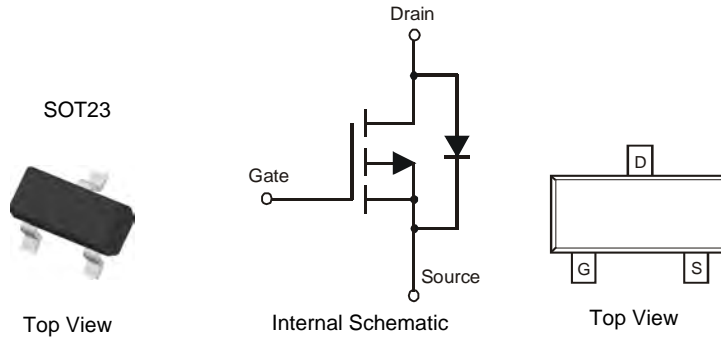 Drain
SOT23
Gate
D
Source
G
S
Top View
Internal Schematic
Top View